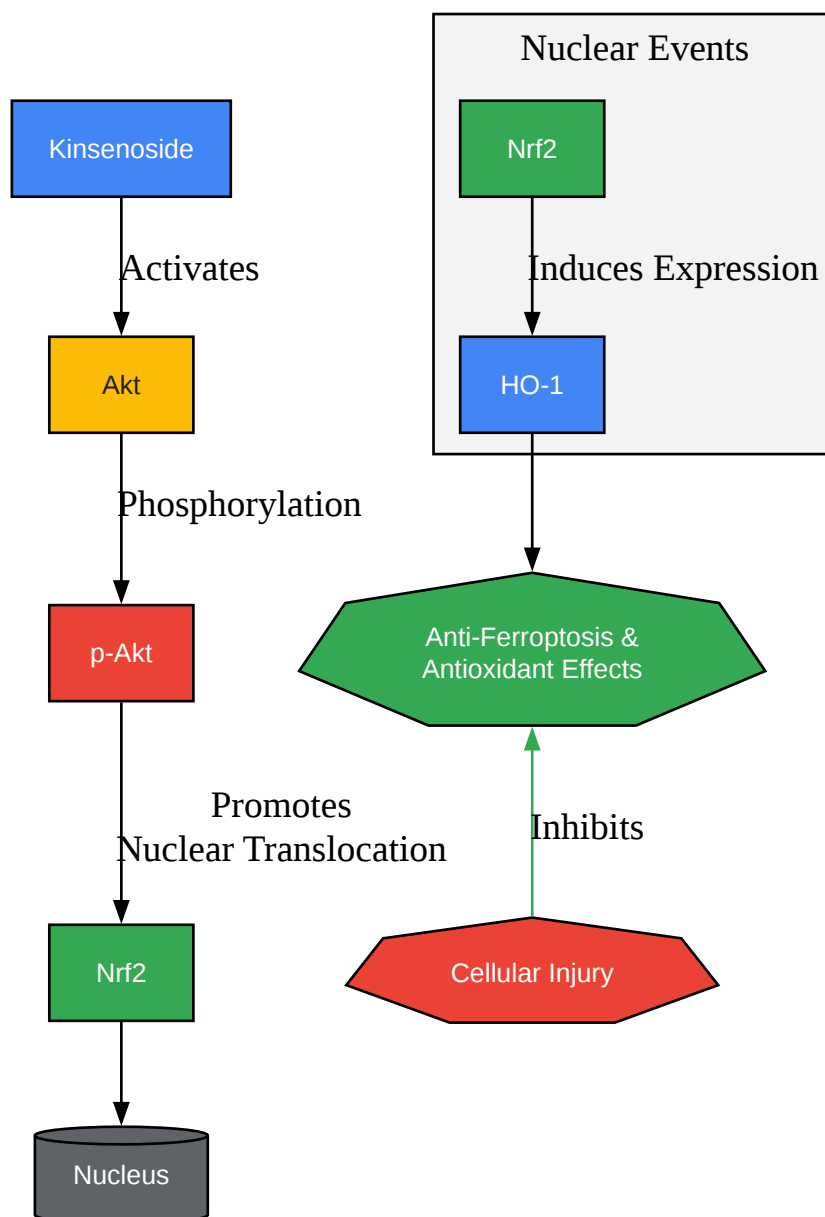 Nuclear Events
Kinsenoside
Nrf2
Activates
Induces Expression
Akt
HO-1
Phosphorylation
p-Akt
Anti-Ferroptosis &
Antioxidant Effects
Promotes
Nuclear Translocation
Inhibits
Nrf2
Cellular Injury
Nucleus